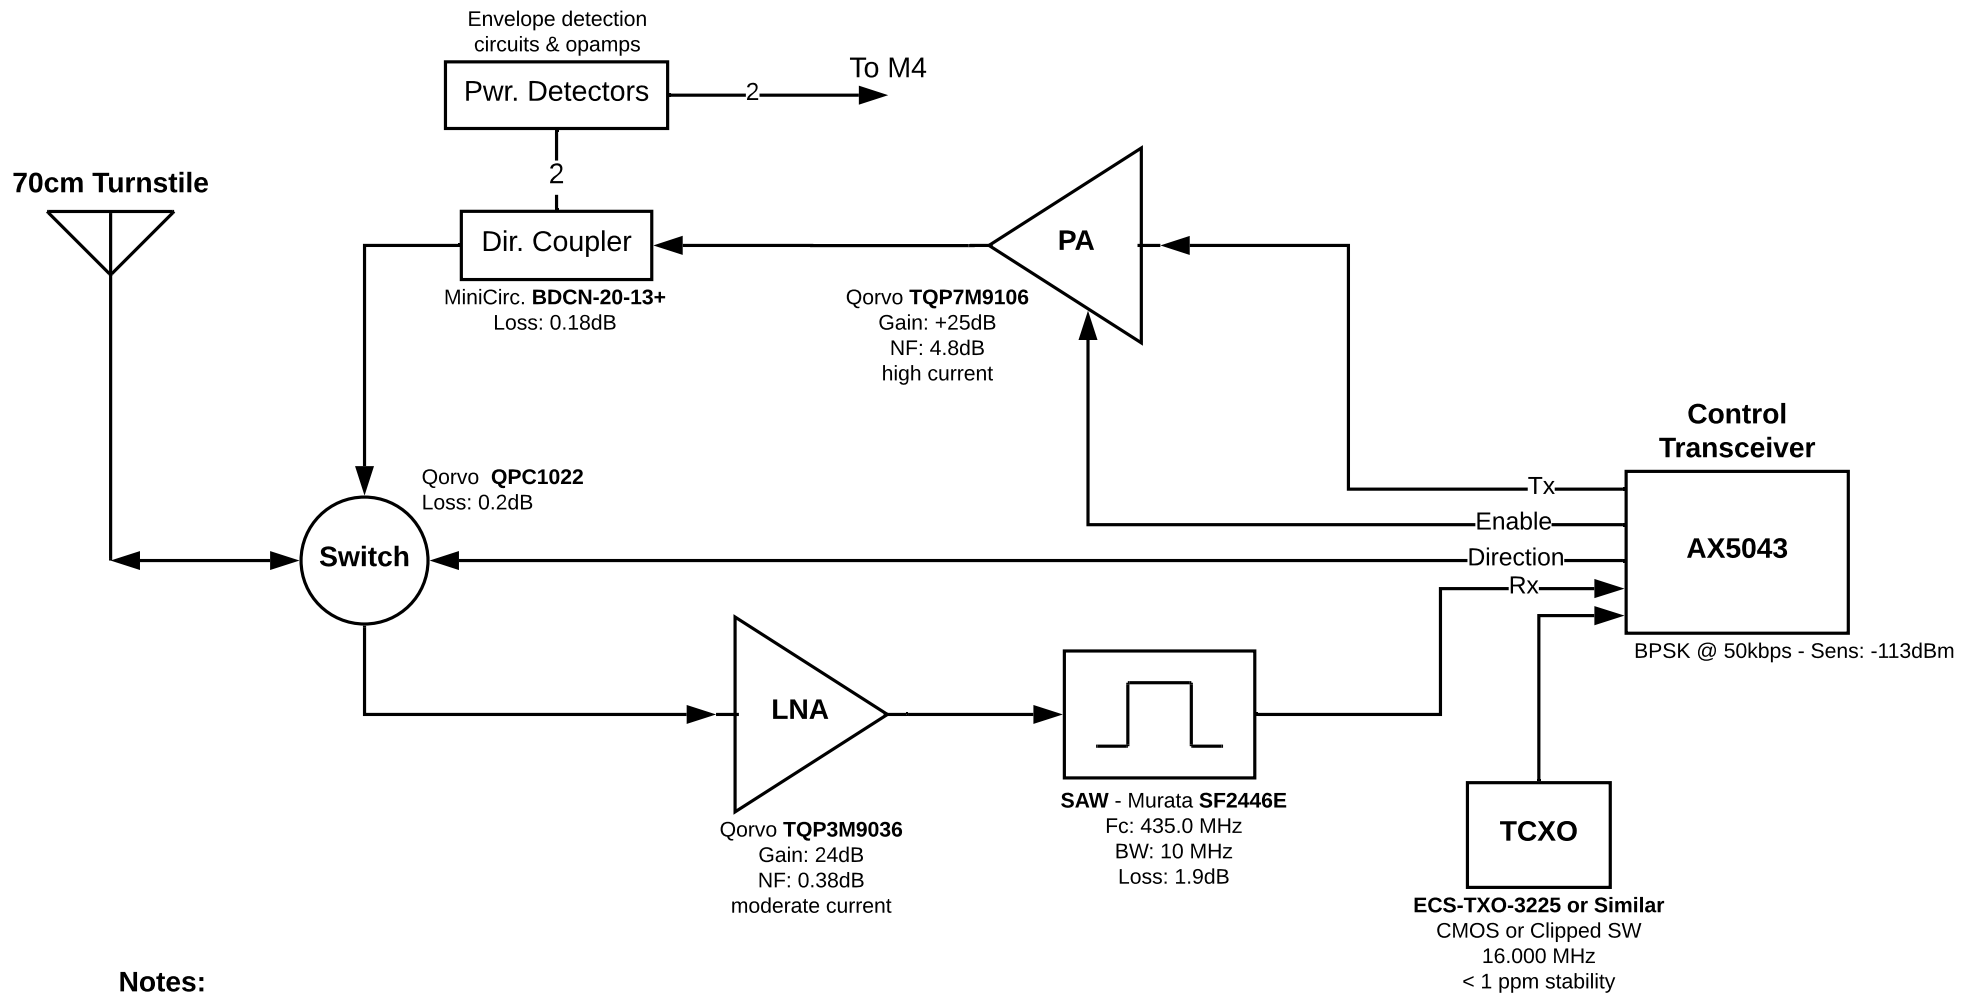 Envelope detection
circuits & opamps
Pwr. Detectors
2
To M4
2
70cm Turnstile
Dir. Coupler
MiniCirc. BDCN-20-13+
Loss: 0.18dB
PA
Qorvo TQP7M9106
Gain: +25dB
NF: 4.8dB
high current
Control
Transceiver
Tx
Enable
Direction
Rx
AX5043
BPSK @ 50kbps - Sens: -113dBm
Qorvo QPC1022
Loss: 0.2dB
Switch
LNA
Qorvo TQP3M9036
Gain: 24dB
NF: 0.38dB
moderate current
SAW - Murata SF2446E
Fc: 435.0 MHz
BW: 10 MHz
Loss: 1.9dB
TCXO
ECS-TXO-3225 or Similar
CMOS or Clipped SW
16.000 MHz
< 1 ppm stability
Notes: